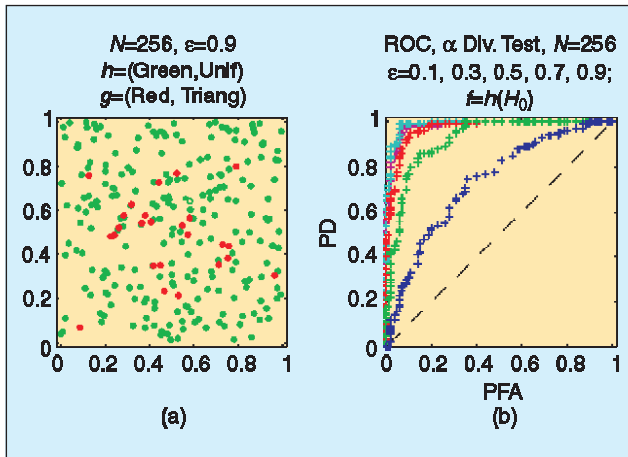 N=256, ε=0.9
h=(Green,Unif)
g=(Red, Triang)
1
0.8
0.6
0.4
0.2
0
0 0.2 0.4 0.6 0.8 1
(a)
ROC, α Div. Test, N=256
ε=0.1, 0.3, 0.5, 0.7, 0.9;
f=h(H0)
PD
1
0.8
0.6
0.4
0.2
0
0 0.2 0.4 0.6 0.8 1
PFA
(b)